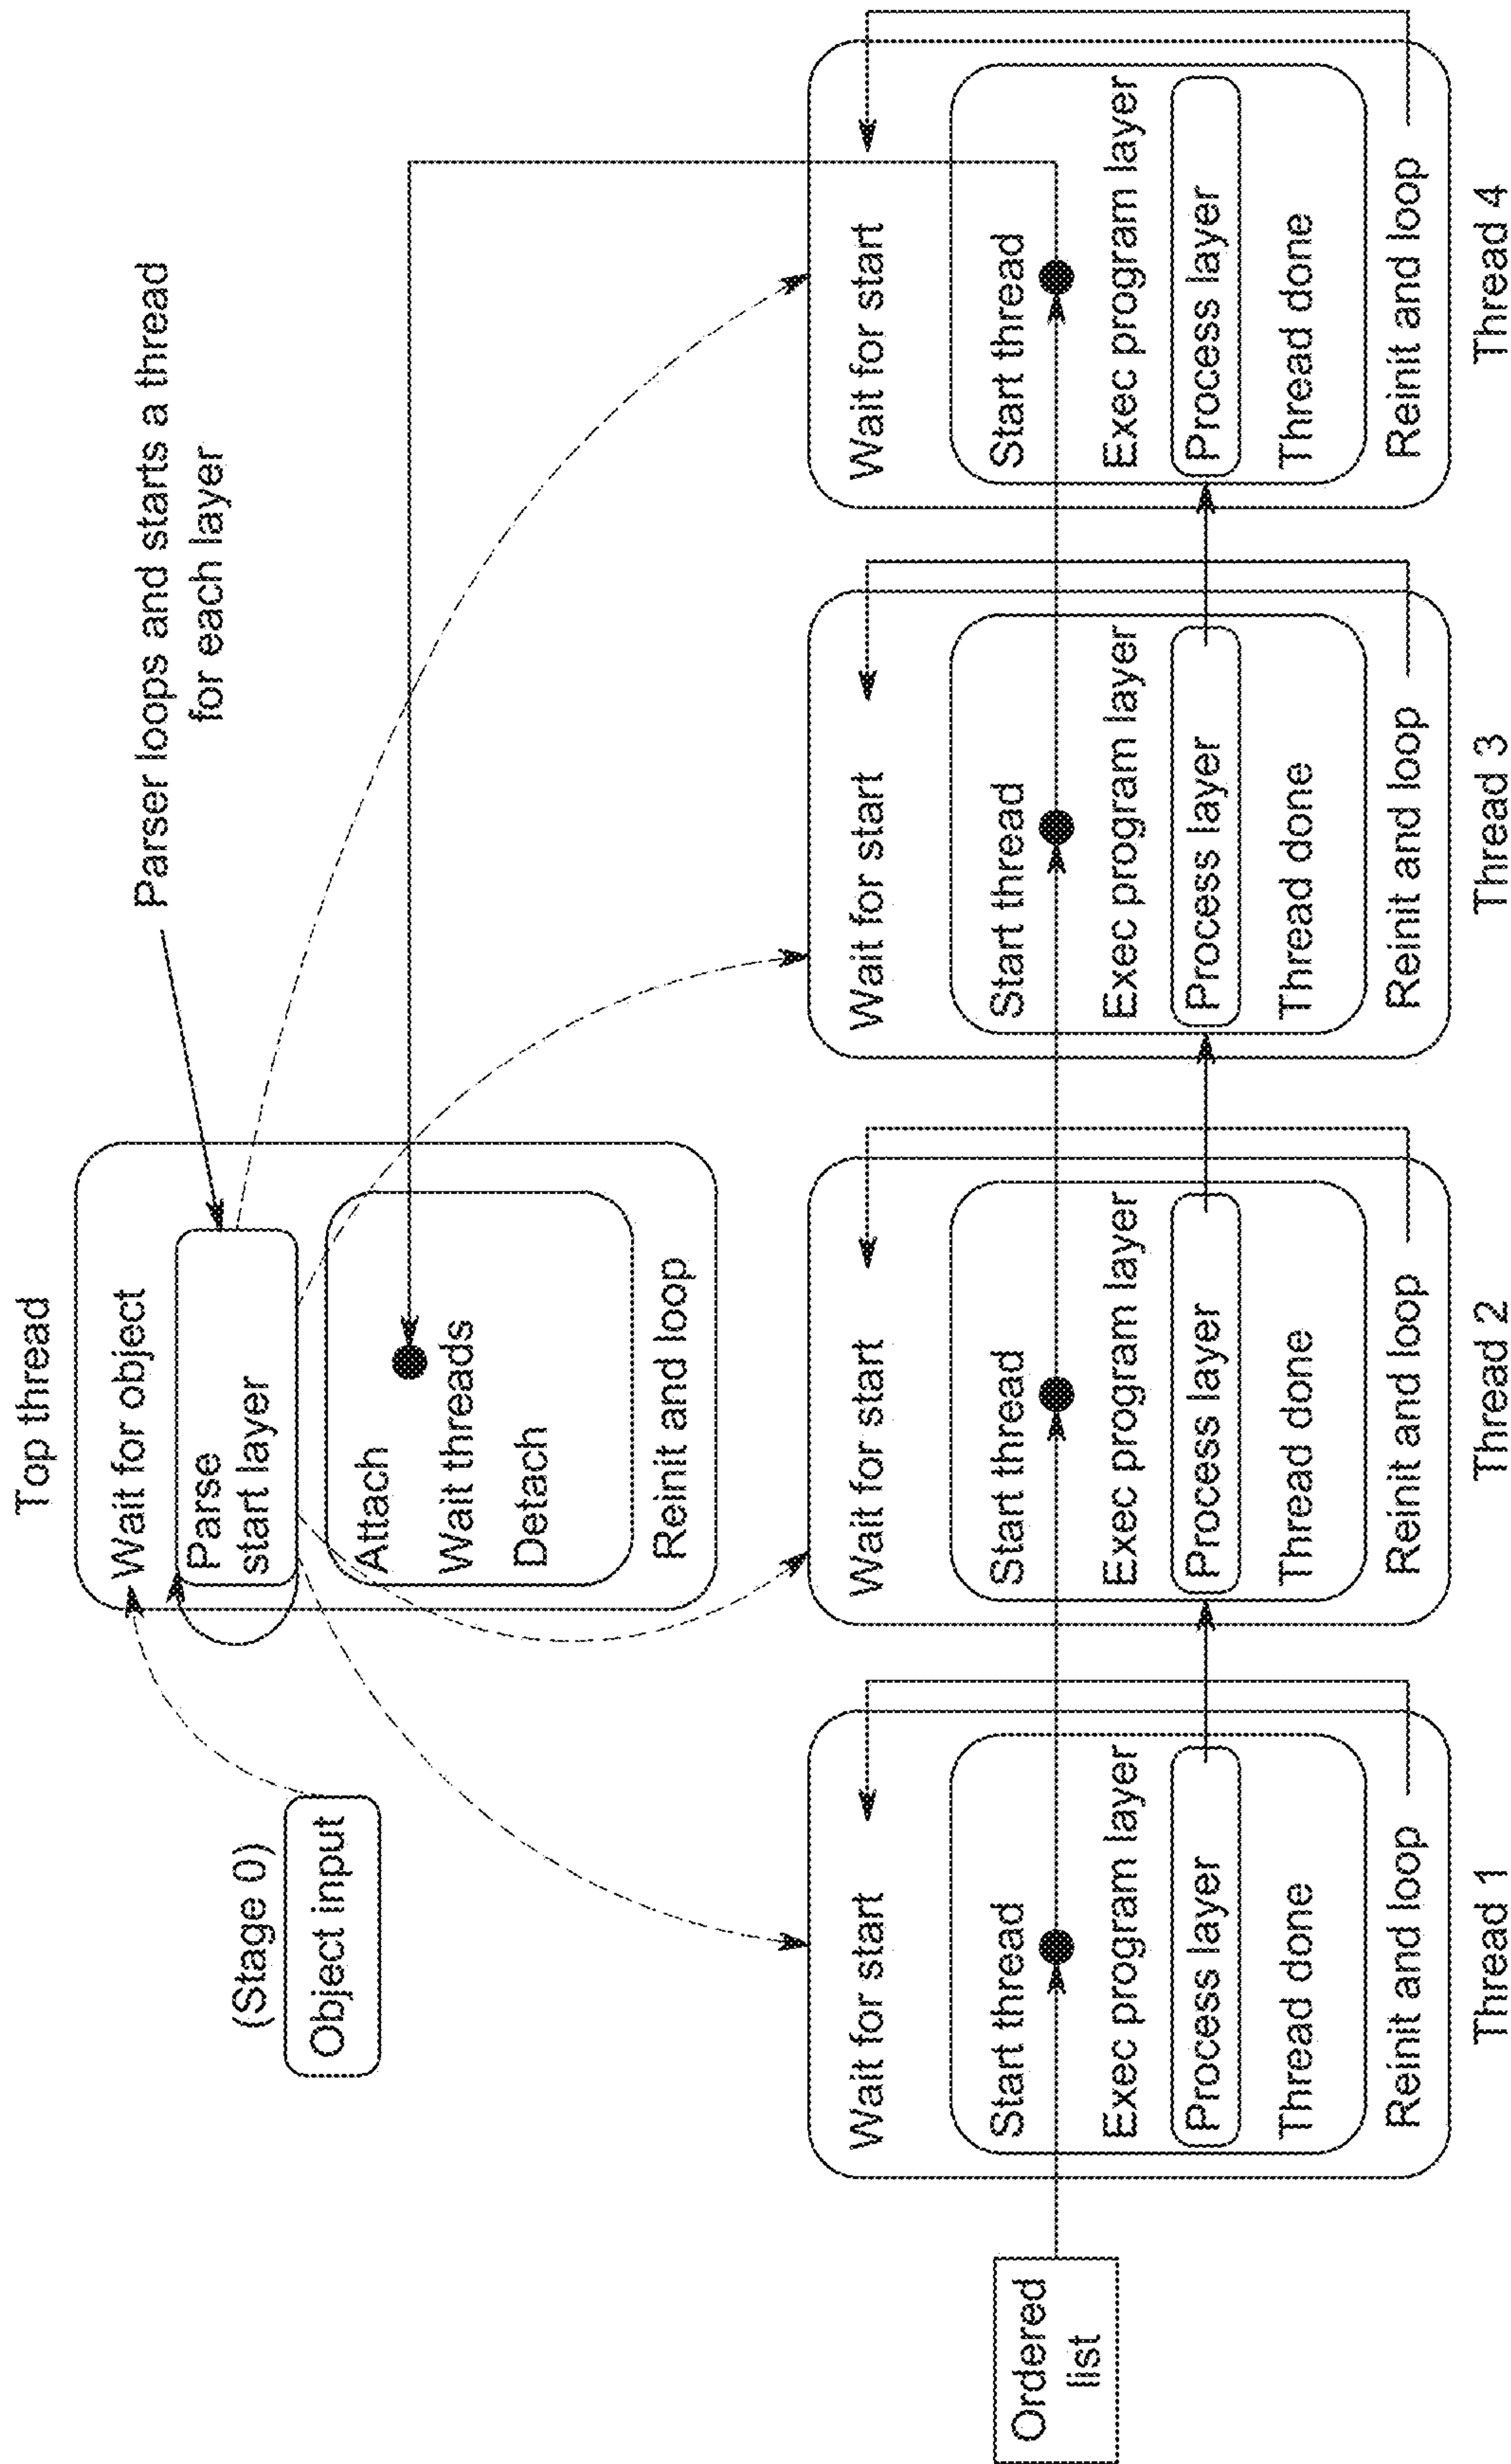 Top thread
Parser loops and starts a thread
for each layer
(Stage 0)
Object input
Wait for object
Parse
start layer
Attach
Wait threads
Detach
Reinit and loop
Ordered
list
Wait for start
Start thread
Exec program layer
Process layer
Thread done
Reinit and loop
Thread 1
Wait for start
Start thread
Exec program layer
Process layer
Thread done
Reinit and loop
Thread 2
Wait for start
Start thread
Exec program layer
Process layer
Thread done
Reinit and loop
Thread 3
Wait for start
Start thread
Exec program layer
Process layer
Thread done
Reinit and loop
Thread 4